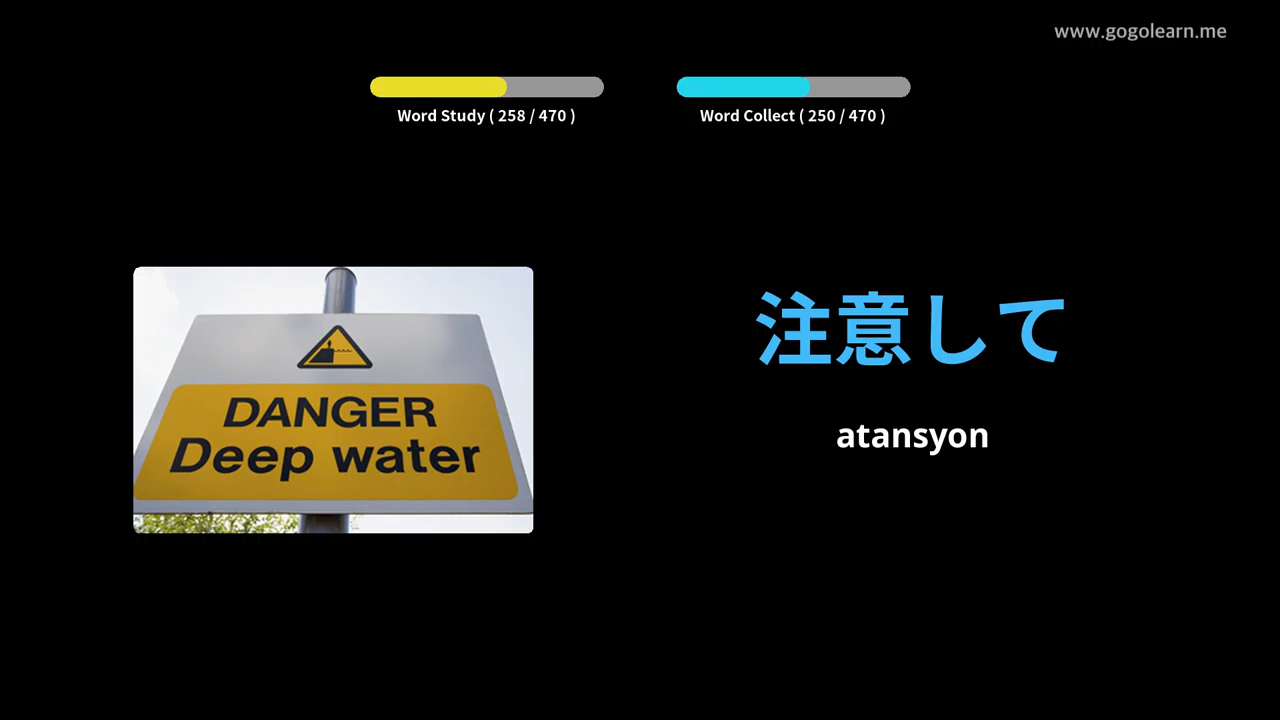 www.gogolearn.me
Word Study ( 258 / 470 )
Word Collect ( 250 / 470 )
DANGER
Deep water
注意して
atansyon